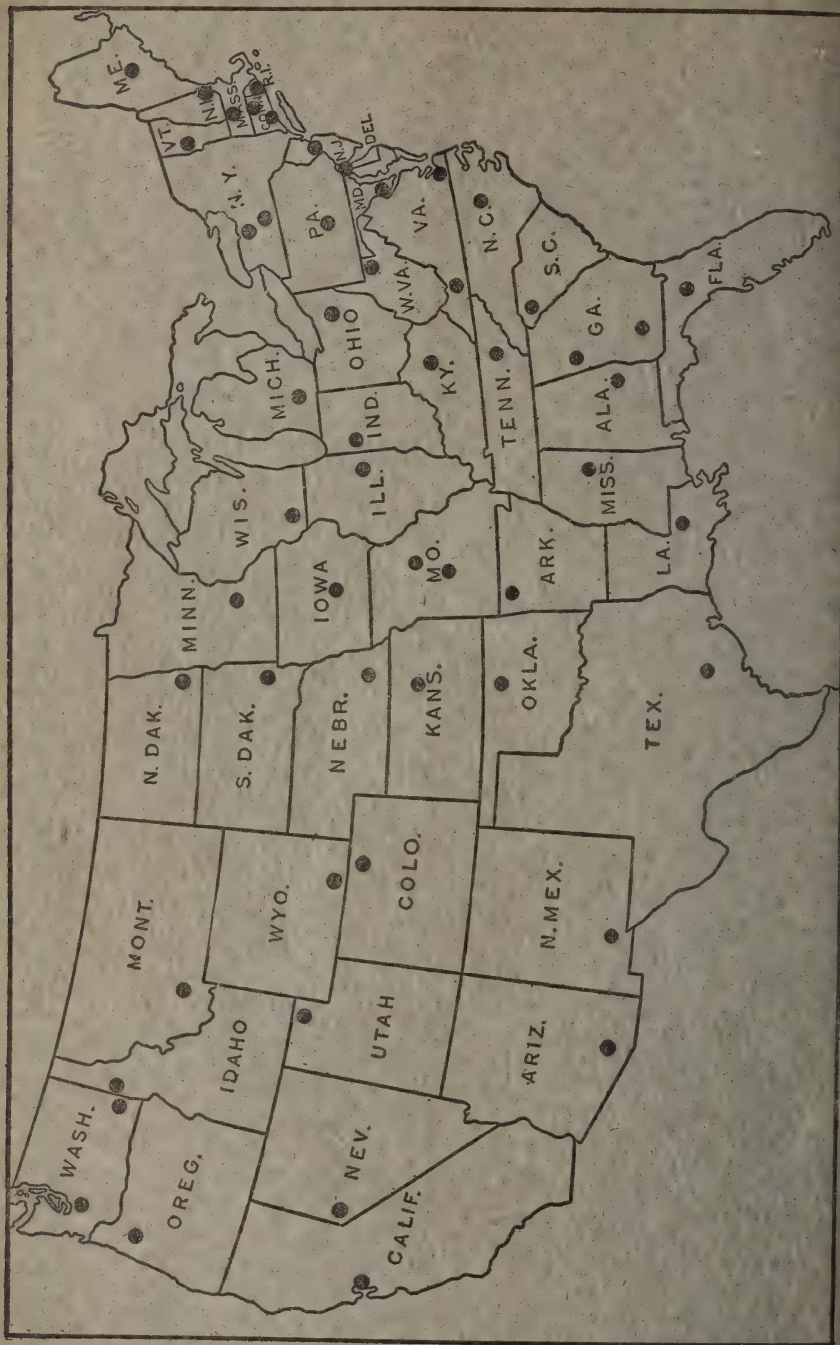 WASH.
OREG.
CALIF.
NEV.
IDAHO
MONT.
WYO.
UTAH
ARIZ.
COLO.
N.MEX.
N. DAK.
S. DAK.
NEBR.
KANS.
OKLA.
TEX.
MINN.
IOWA
MO.
ARK.
LA.
WIS.
ILL.
MICH.
IND.
OHIO
KY.
TENN.
MISS.
ALA.
GA.
FLA.
S.C.
N.C.
VA.
W.VA.
MD.
DEL
N.J.
PA.
N.Y.
VT.
ME.
MASS.
R.I.